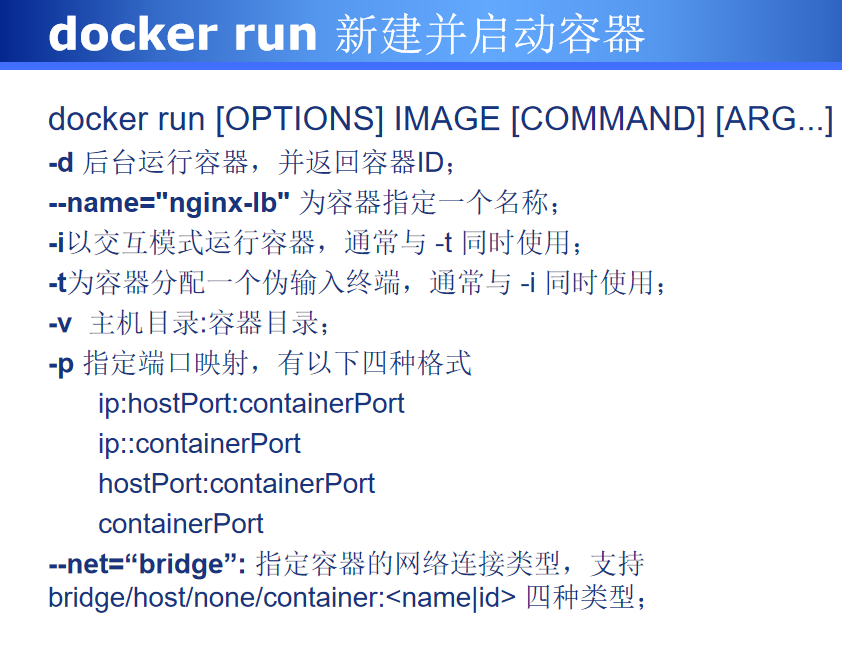 docker run 新建并启动容器
docker run [OPTIONS] IMAGE [COMMAND] [ARG...]
-d 后台运行容器，并返回容器ID；
--name="nginx-lb" 为容器指定一个名称；
-i以交互模式运行容器，通常与 -t 同时使用；
-t为容器分配一个伪输入终端，通常与 -i 同时使用；
-v 主机目录:容器目录；
-p 指定端口映射，有以下四种格式
ip:hostPort:containerPort
ip::containerPort
hostPort:containerPort
containerPort
--net=“bridge”: 指定容器的网络连接类型，支持
bridge/host/none/container:<name|id> 四种类型；